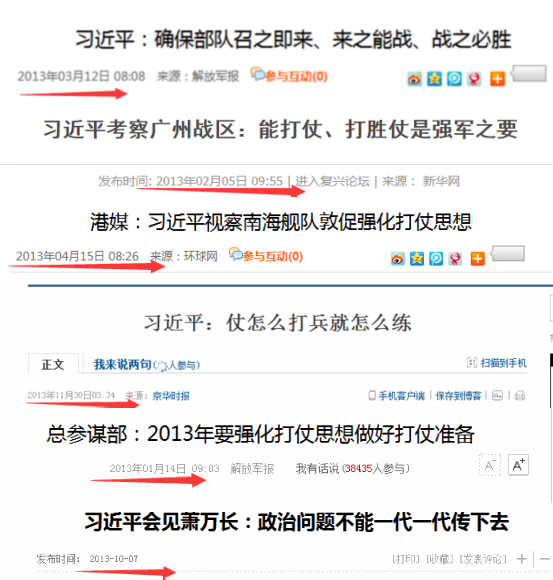 习近平：确保部队召之即来、来之能战、战之必胜
2013年03月12日 08:08 来源：解放军报 参与互动(0)
习近平考察广州战区：能打仗、打胜仗是强军之要
发布时间: 2013年02月05日 09:55 | 进入复兴论坛 | 来源： 新华网
港媒：习近平视察南海舰队敦促强化打仗思想
2013年04月15日 08:26 来源：环球网 参与互动(0)
习近平：仗怎么打兵就怎么练
正文 我来说两句(人参与) 扫描到手机
2013年11月30日03:34 来源：京华时报 手机客户端 | 保存到博客
总参谋部：2013年要强化打仗思想做好打仗准备
2013年01月14日 09:03 解放军报 我有话说 (38435人参与) A- A+
习近平会见萧万长：政治问题不能一代一代传下去
发布时间： 2013-10-07 [打印] [收藏] [发表评论] + —